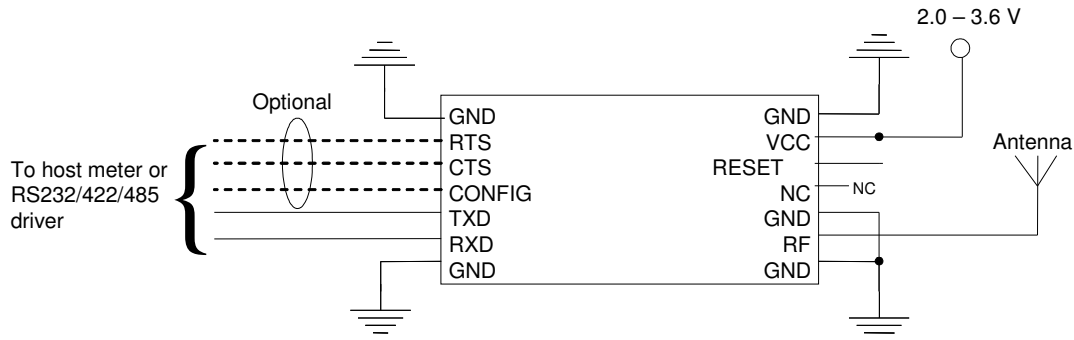 2.0 – 3.6 V
Optional
To host meter or
RS232/422/485
driver
GND
RTS
CTS
CONFIG
TXD
RXD
GND
GND
VCC
RESET
NC
NC
GND
RF
GND
Antenna